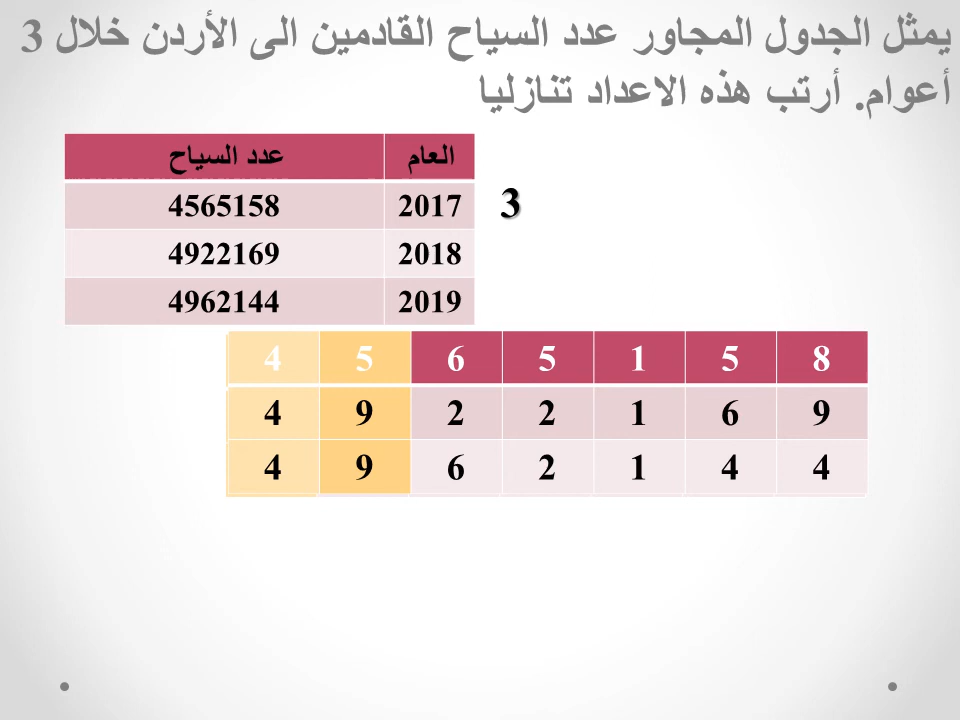 يمثل الجدول المجاور عدد السياح القادمين الى الأردن خلال 3
أعوام. أرتب هذه الاعداد تنازليا
العام عدد السياح
2017 4565158
2018 4922169
2019 4962144
3
4 5 6 5 1 5 8
4 9 2 2 1 6 9
4 9 6 2 1 4 4